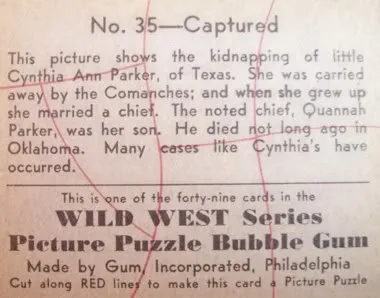 No. 35—Captured
This picture shows the kidnapping of little
Cynthia Ann Parker, of Texas. She was carried
away by the Comanches; and when she grew up
she married a chief. The noted chief, Quannah
Parker, was her son. He died not long ago in
Oklahoma. Many cases like Cynthia's have
occurred.
This is one of the forty-nine cards in the
WILD WEST Series
Picture Puzzle Bubble Gum
Made by Gum, Incorporated, Philadelphia
Cut along RED lines to make this card a Picture Puzzle